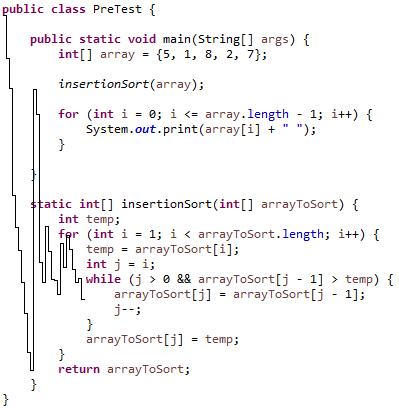 public class PreTest {
public static void main(String[] args) {
int[] array = {5, 1, 8, 2, 7};
insertionSort(array);
for (int i = 0; i <= array.length - 1; i++) {
System.out.print(array[i] + " ");
}
}
static int[] insertionSort(int[] arrayToSort) {
int temp;
for (int i = 1; i < arrayToSort.length; i++) {
temp = arrayToSort[i];
int j = i;
while (j > 0 && arrayToSort[j - 1] > temp) {
arrayToSort[j] = arrayToSort[j - 1];
j--;
}
arrayToSort[j] = temp;
}
return arrayToSort;
}
}